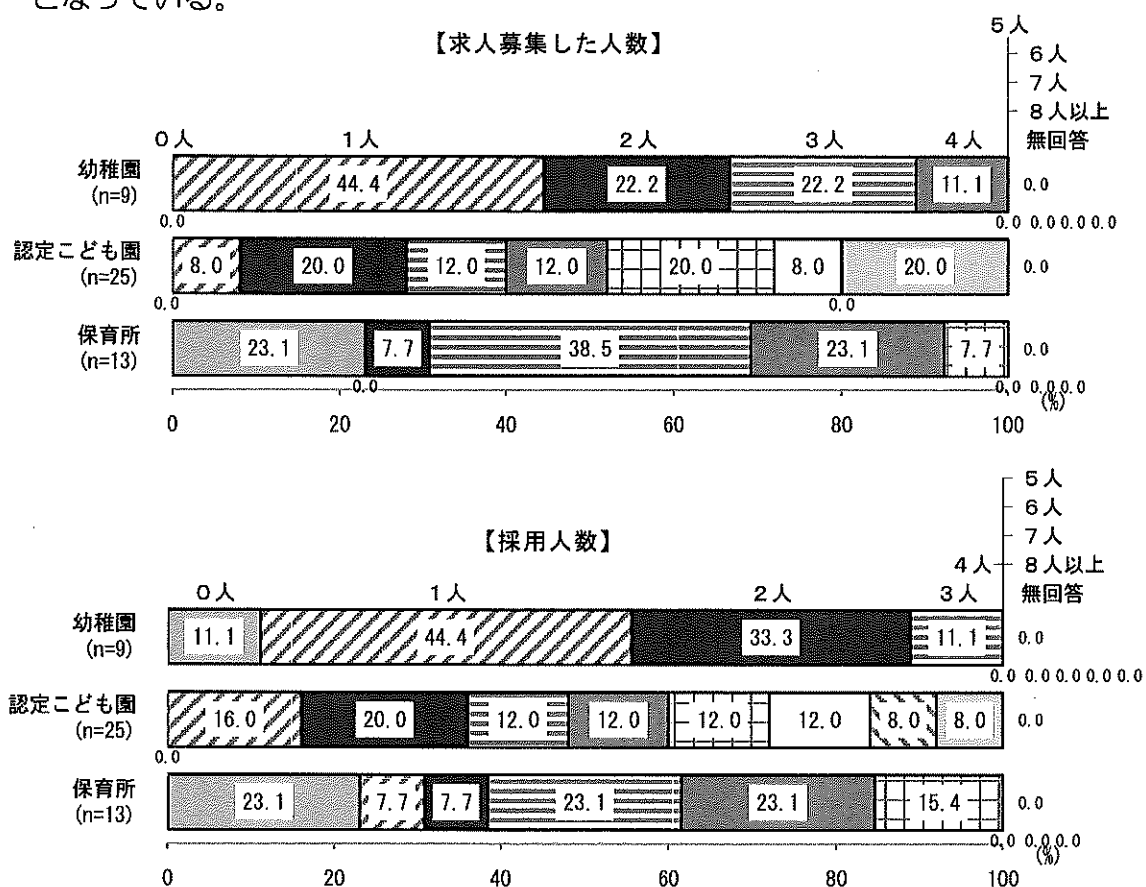 となっている。
【求人募集した人数】
5人
6人
7人
8人以上
0人 1人 2人 3人 4人 無回答
幼稚園
(n=9)
44.4 22.2 22.2 11.1 0.0
0.0 0.0 0.0 0.0 0.0
認定こども園
(n=25)
8.0 20.0 12.0 12.0 20.0 8.0 20.0 0.0
0.0 0.0
保育所
(n=13)
23.1 7.7 38.5 23.1 7.7 0.0
0.0 0.0 0.0 0.0
(%)
0 20 40 60 80 100
【採用人数】
5人
6人
7人
4人 8人以上
0人 1人 2人 3人 無回答
幼稚園
(n=9)
11.1 44.4 33.3 11.1 0.0
0.0 0.0 0.0 0.0 0.0
認定こども園
(n=25)
16.0 20.0 12.0 12.0 12.0 12.0 8.0 8.0 0.0
0.0
保育所
(n=13)
23.1 7.7 7.7 23.1 23.1 15.4 0.0
0.0 0.0 0.0
(%)
0 20 40 60 80 100